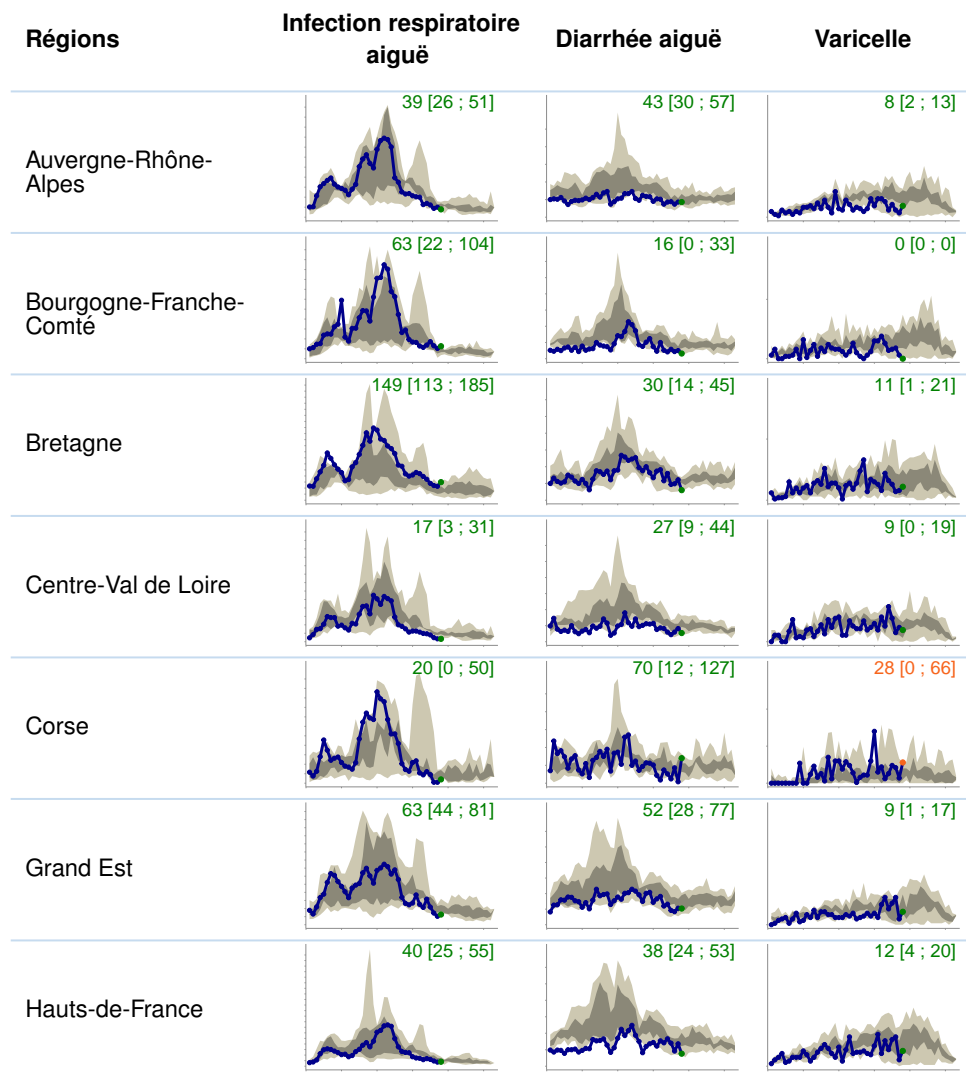 Régions
Infection respiratoire
aiguë
Diarrhée aiguë
Varicelle
Auvergne-Rhône-
Alpes
39 [26 ; 51]
43 [30 ; 57]
8 [2 ; 13]
Bourgogne-Franche-
Comté
63 [22 ; 104]
16 [0 ; 33]
0 [0 ; 0]
Bretagne
149 [113 ; 185]
30 [14 ; 45]
11 [1 ; 21]
Centre-Val de Loire
17 [3 ; 31]
27 [9 ; 44]
9 [0 ; 19]
Corse
20 [0 ; 50]
70 [12 ; 127]
28 [0 ; 66]
Grand Est
63 [44 ; 81]
52 [28 ; 77]
9 [1 ; 17]
Hauts-de-France
40 [25 ; 55]
38 [24 ; 53]
12 [4 ; 20]